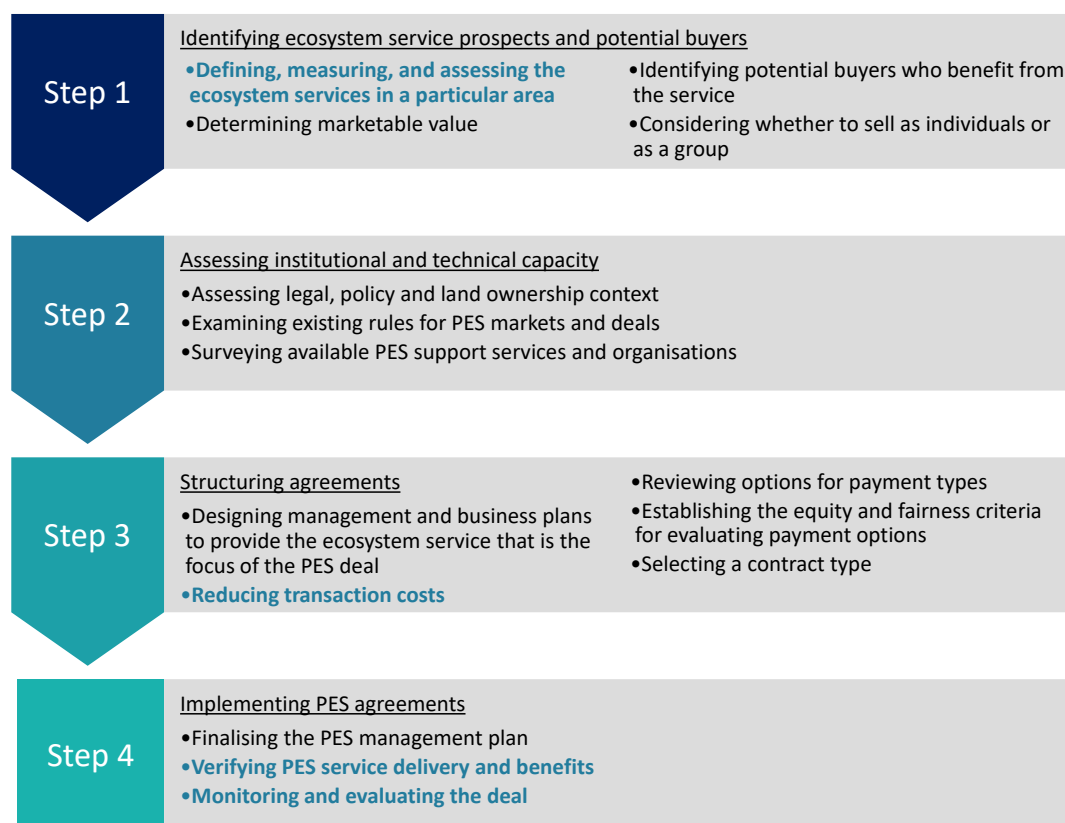 Step 1
Identifying ecosystem service prospects and potential buyers
•Defining, measuring, and assessing the
ecosystem services in a particular area
•Determining marketable value
•Identifying potential buyers who benefit from
the service
•Considering whether to sell as individuals or
as a group
Step 2
Assessing institutional and technical capacity
•Assessing legal, policy and land ownership context
•Examining existing rules for PES markets and deals
•Surveying available PES support services and organisations
Step 3
Structuring agreements
•Designing management and business plans
to provide the ecosystem service that is the
focus of the PES deal
•Reducing transaction costs
•Reviewing options for payment types
•Establishing the equity and fairness criteria
for evaluating payment options
•Selecting a contract type
Step 4
Implementing PES agreements
•Finalising the PES management plan
•Verifying PES service delivery and benefits
•Monitoring and evaluating the deal